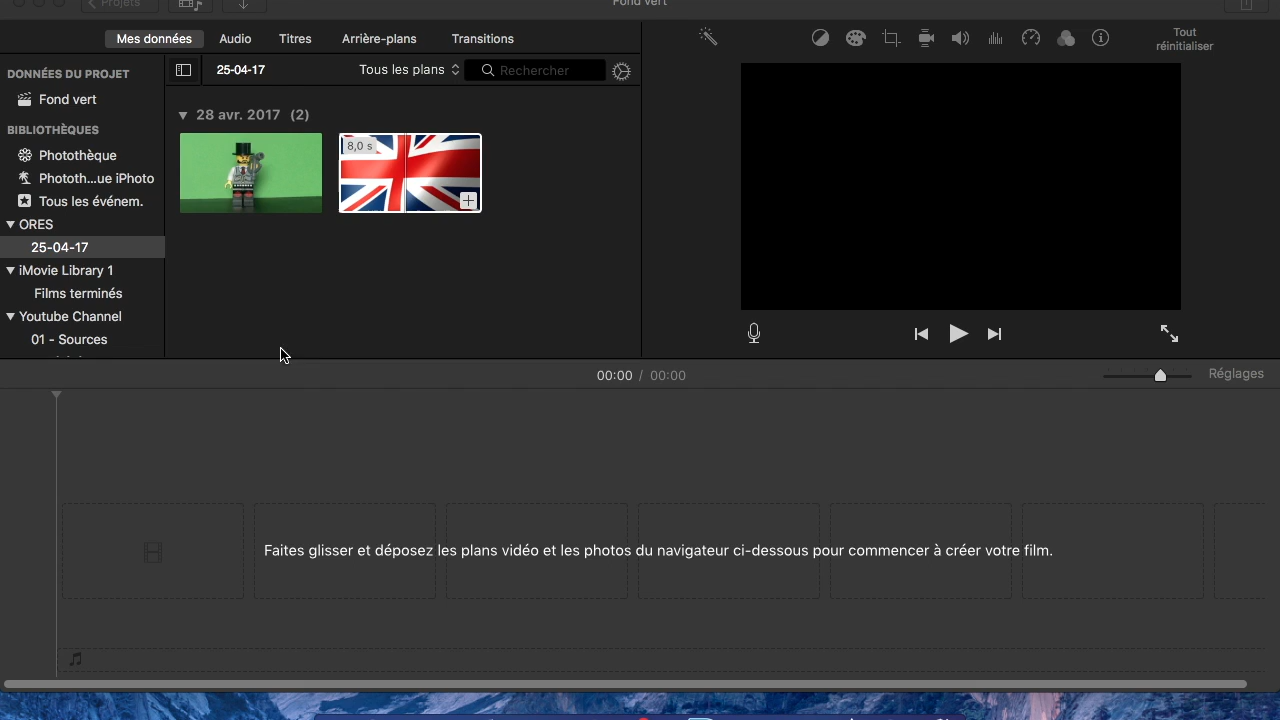 Projets
Fond vert
Mes données Audio Titres Arrière-plans Transitions
Tout réinitialiser
DONNÉES DU PROJET
Fond vert
BIBLIOTHÈQUES
Photothèque
Phototh...ue iPhoto
Tous les événem.
ORES
25-04-17
iMovie Library 1
Films terminés
Youtube Channel
01 - Sources
25-04-17 Tous les plans Rechercher
28 avr. 2017 (2)
8,0 s
00:00 / 00:00 Réglages
Faites glisser et déposez les plans vidéo et les photos du navigateur ci-dessous pour commencer à créer votre film.